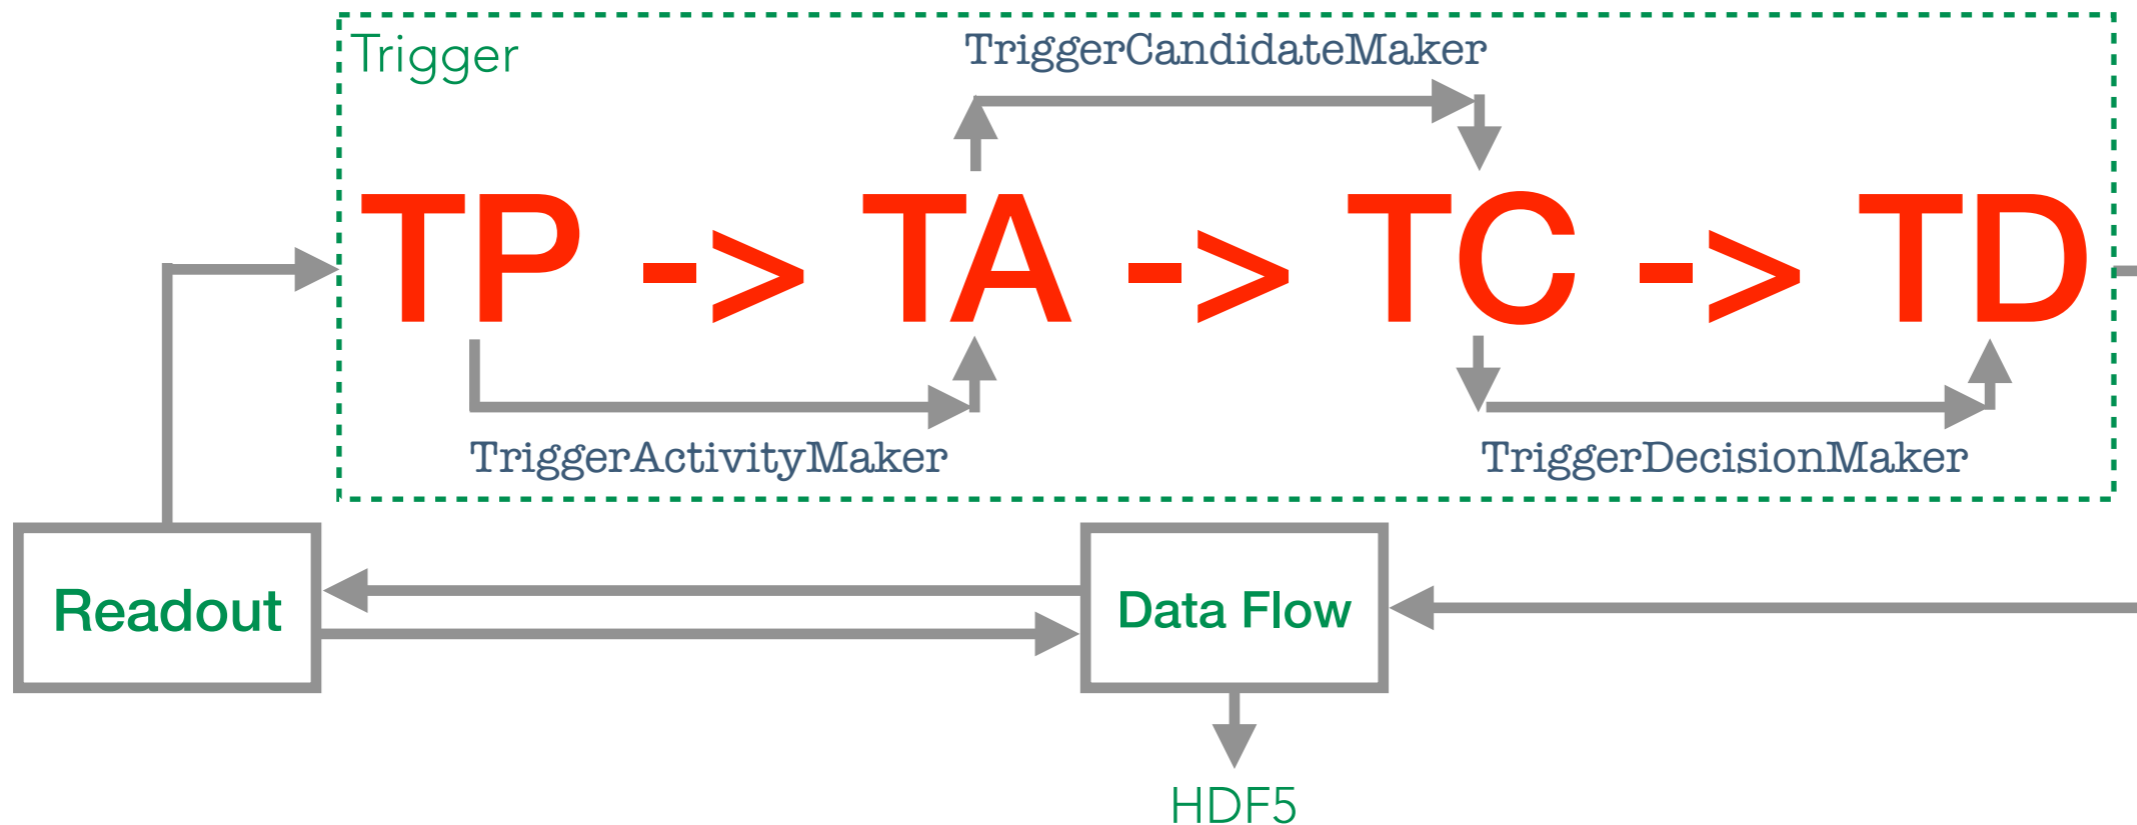 Trigger
TriggerCandidateMaker
TP -> TA -> TC -> TD
TriggerActivityMaker
TriggerDecisionMaker
Readout
Data Flow
HDF5